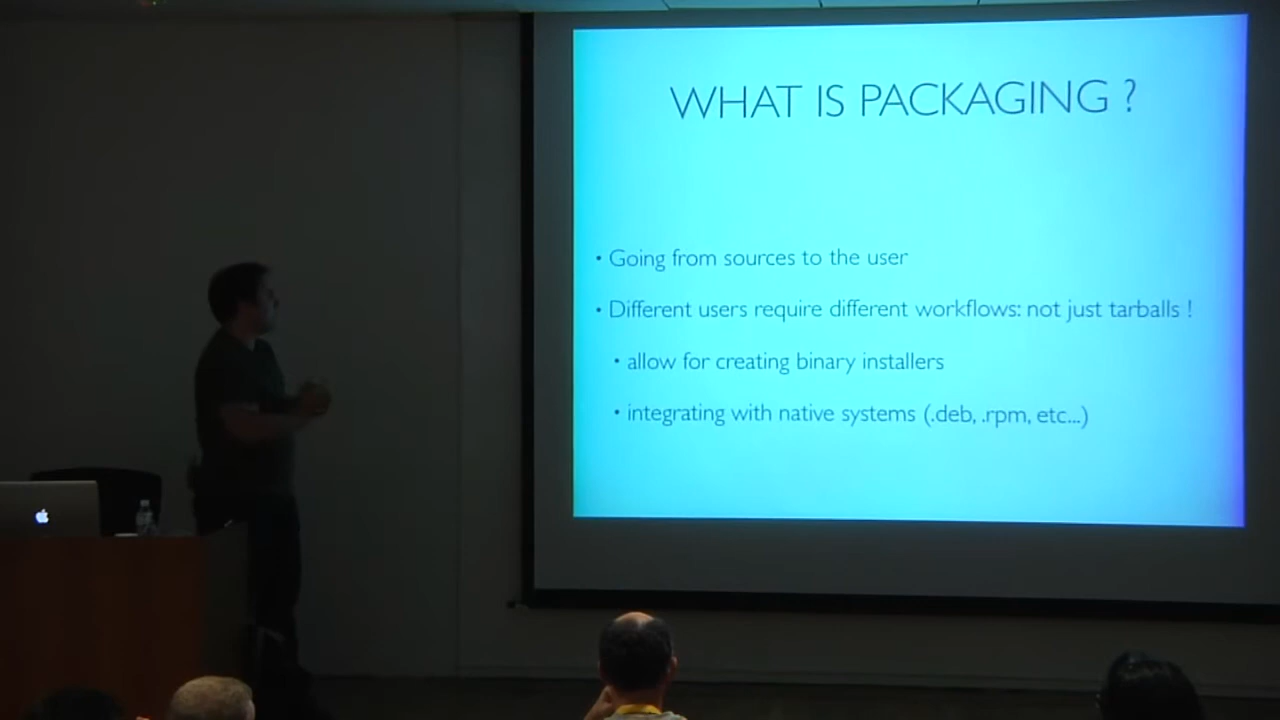 WHAT IS PACKAGING ?
• Going from sources to the user
• Different users require different workflows: not just tarballs !
• allow for creating binary installers
• integrating with native systems (.deb, .rpm, etc...)